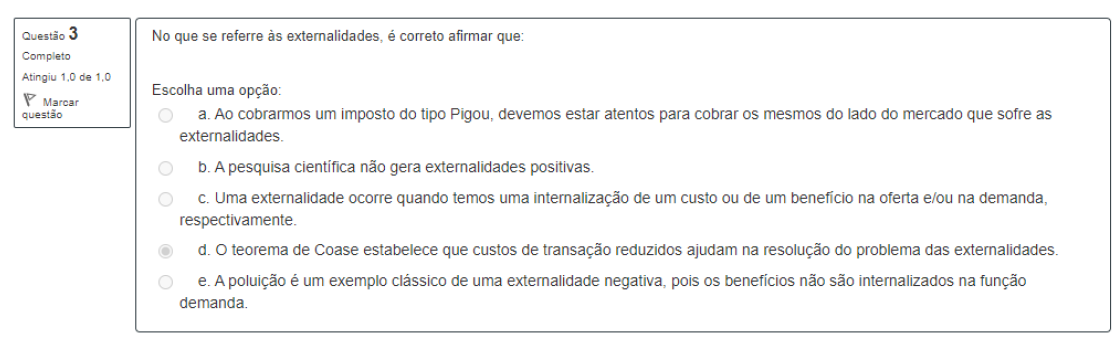 Questão 3
Completo
Atingiu 1,0 de 1,0
Marcar
questão
No que se referre às externalidades, é correto afirmar que:
Escolha uma opção:
a. Ao cobrarmos um imposto do tipo Pigou, devemos estar atentos para cobrar os mesmos do lado do mercado que sofre as
externalidades.
b. A pesquisa científica não gera externalidades positivas.
c. Uma externalidade ocorre quando temos uma internalização de um custo ou de um benefício na oferta e/ou na demanda,
respectivamente.
d. O teorema de Coase estabelece que custos de transação reduzidos ajudam na resolução do problema das externalidades.
e. A poluição é um exemplo clássico de uma externalidade negativa, pois os benefícios não são internalizados na função
demanda.